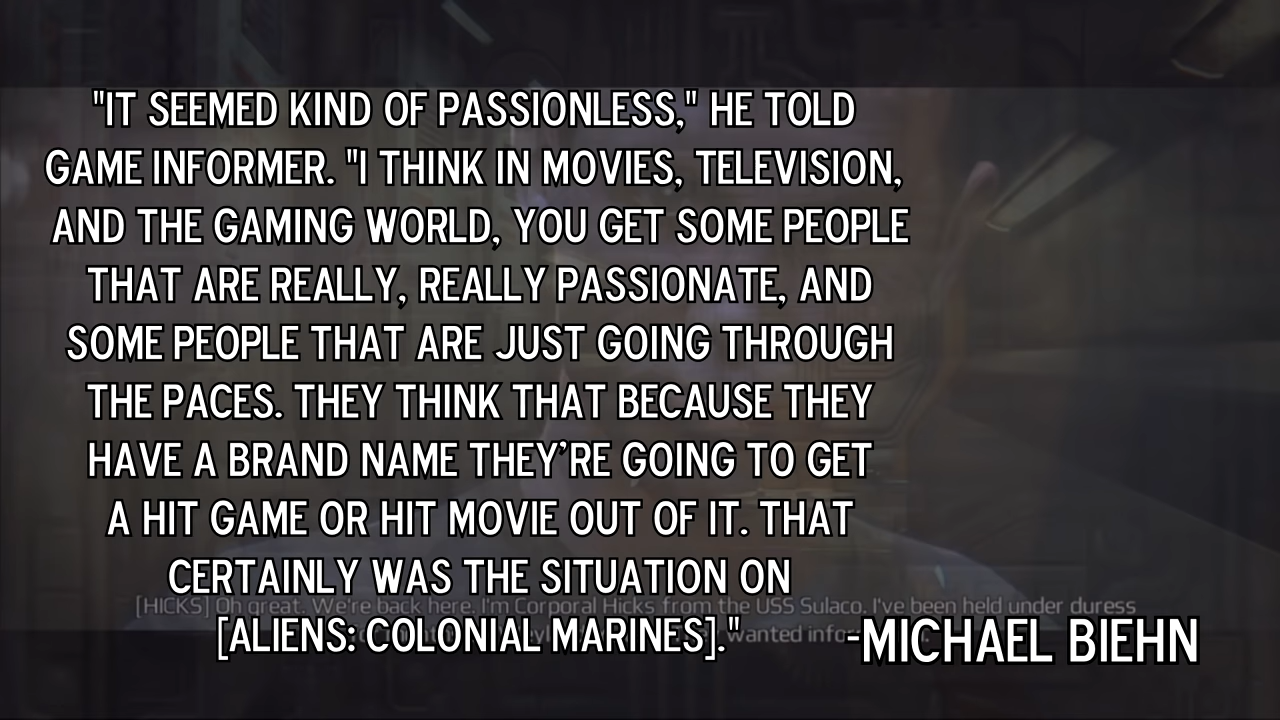 "IT SEEMED KIND OF PASSIONLESS," HE TOLD
GAME INFORMER. "I THINK IN MOVIES, TELEVISION,
AND THE GAMING WORLD, YOU GET SOME PEOPLE
THAT ARE REALLY, REALLY PASSIONATE, AND
SOME PEOPLE THAT ARE JUST GOING THROUGH
THE PACES. THEY THINK THAT BECAUSE THEY
HAVE A BRAND NAME THEY'RE GOING TO GET
A HIT GAME OR HIT MOVIE OUT OF IT. THAT
CERTAINLY WAS THE SITUATION ON
[HICKS] Oh great. We're back here. I'm Corporal Hicks from the USS Sulaco. I've been held under duress
[ALIENS: COLONIAL MARINES]."
wanted
-MICHAEL BIEHN